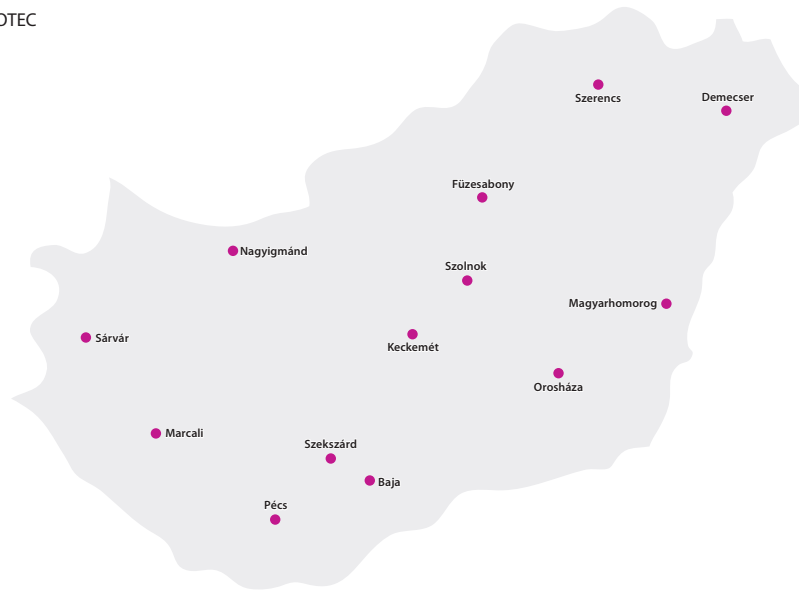 OTEC
Szerencs
Demecser
Füzesabony
Nagyigmánd
Szolnok
Magyarhomorog
Sárvár
Keckemét
Orosháza
Marcali
Szekszárd
Baja
Pécs